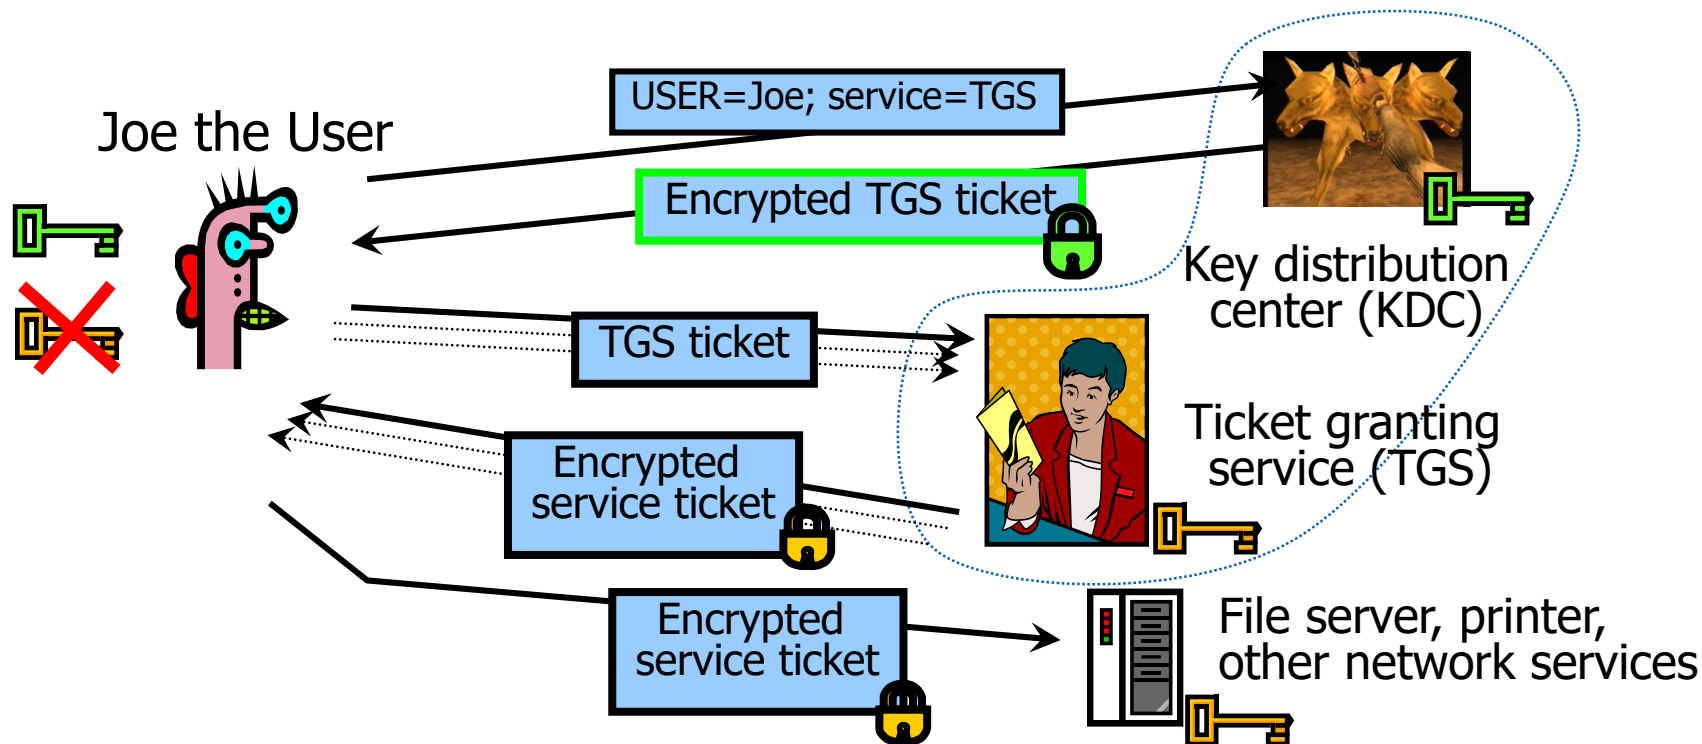 USER=Joe; service=TGS
Joe the User
Encrypted TGS ticket
Key distribution
center (KDC)
TGS ticket
Ticket granting
service (TGS)
Encrypted
service ticket
Encrypted
service ticket
File server, printer,
other network services